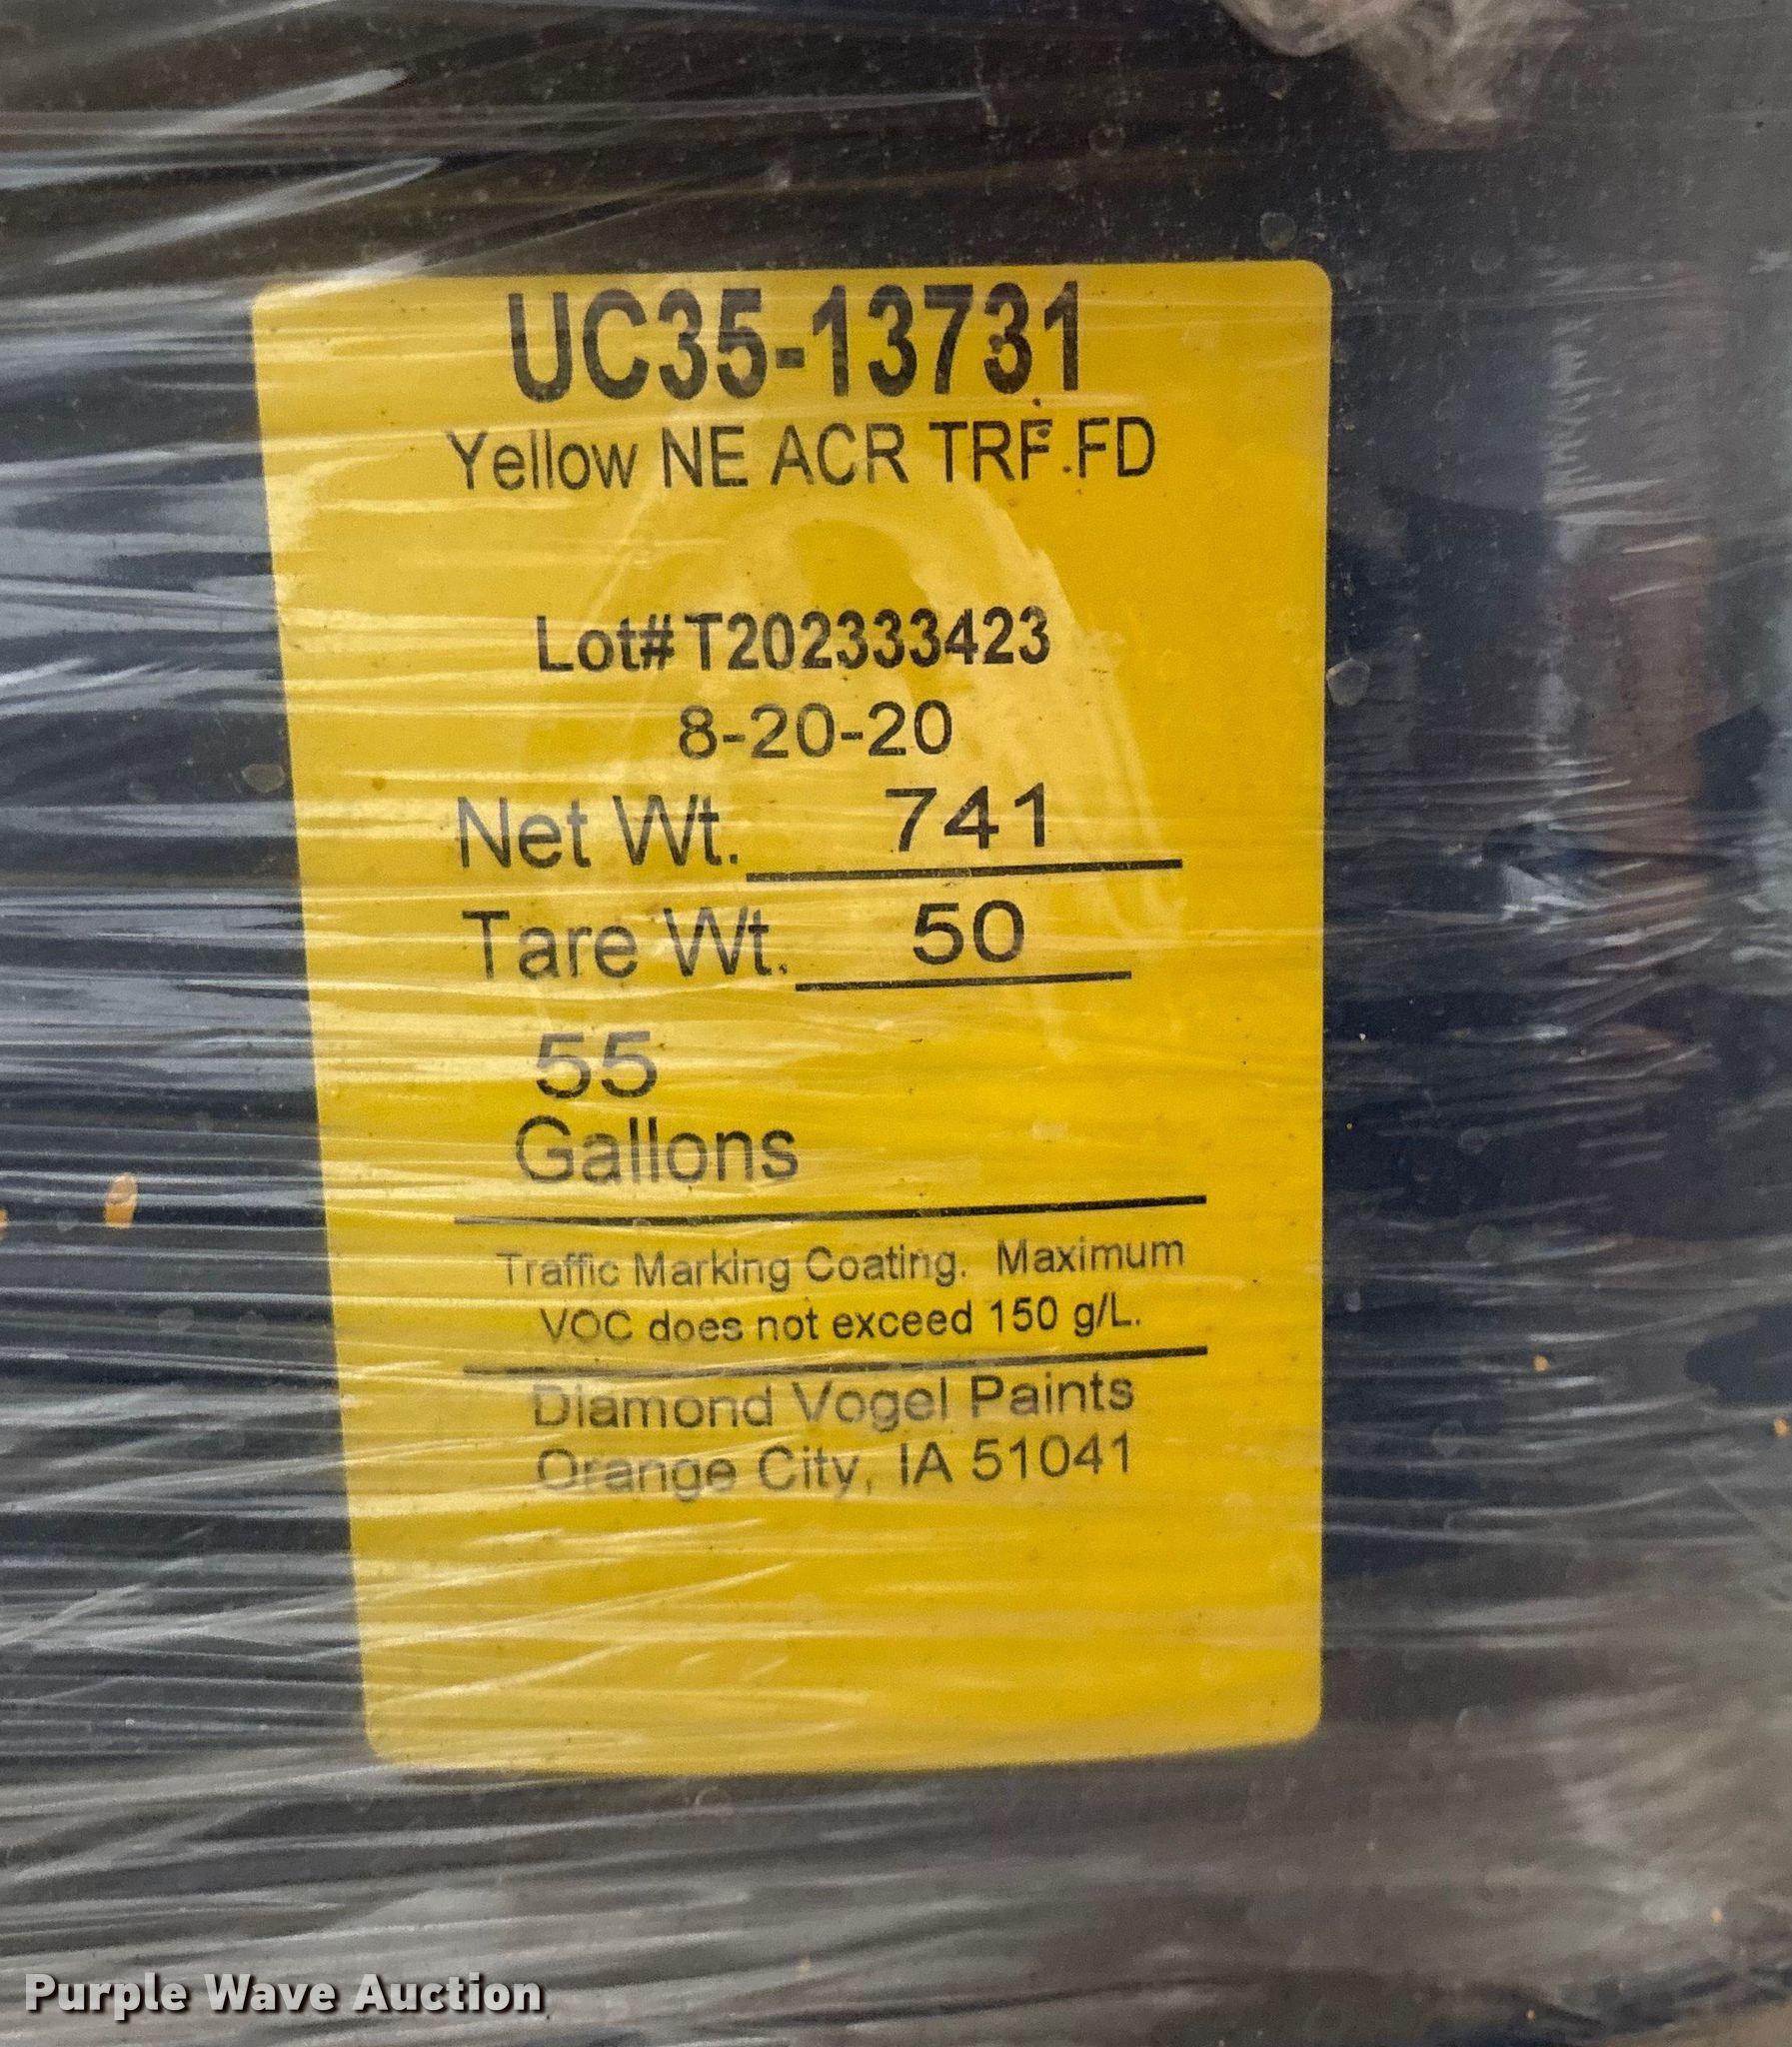 UC35-13731
Yellow NE ACR TRF FD
Lot# T202333423
8-20-20
Net Wt. 741
Tare Wt. 50
55
Gallons
Traffic Marking Coating. Maximum
VOC does not exceed 150 g/L.
Diamond Vogel Paints
Orange City, IA 51041
Purple Wave Auction